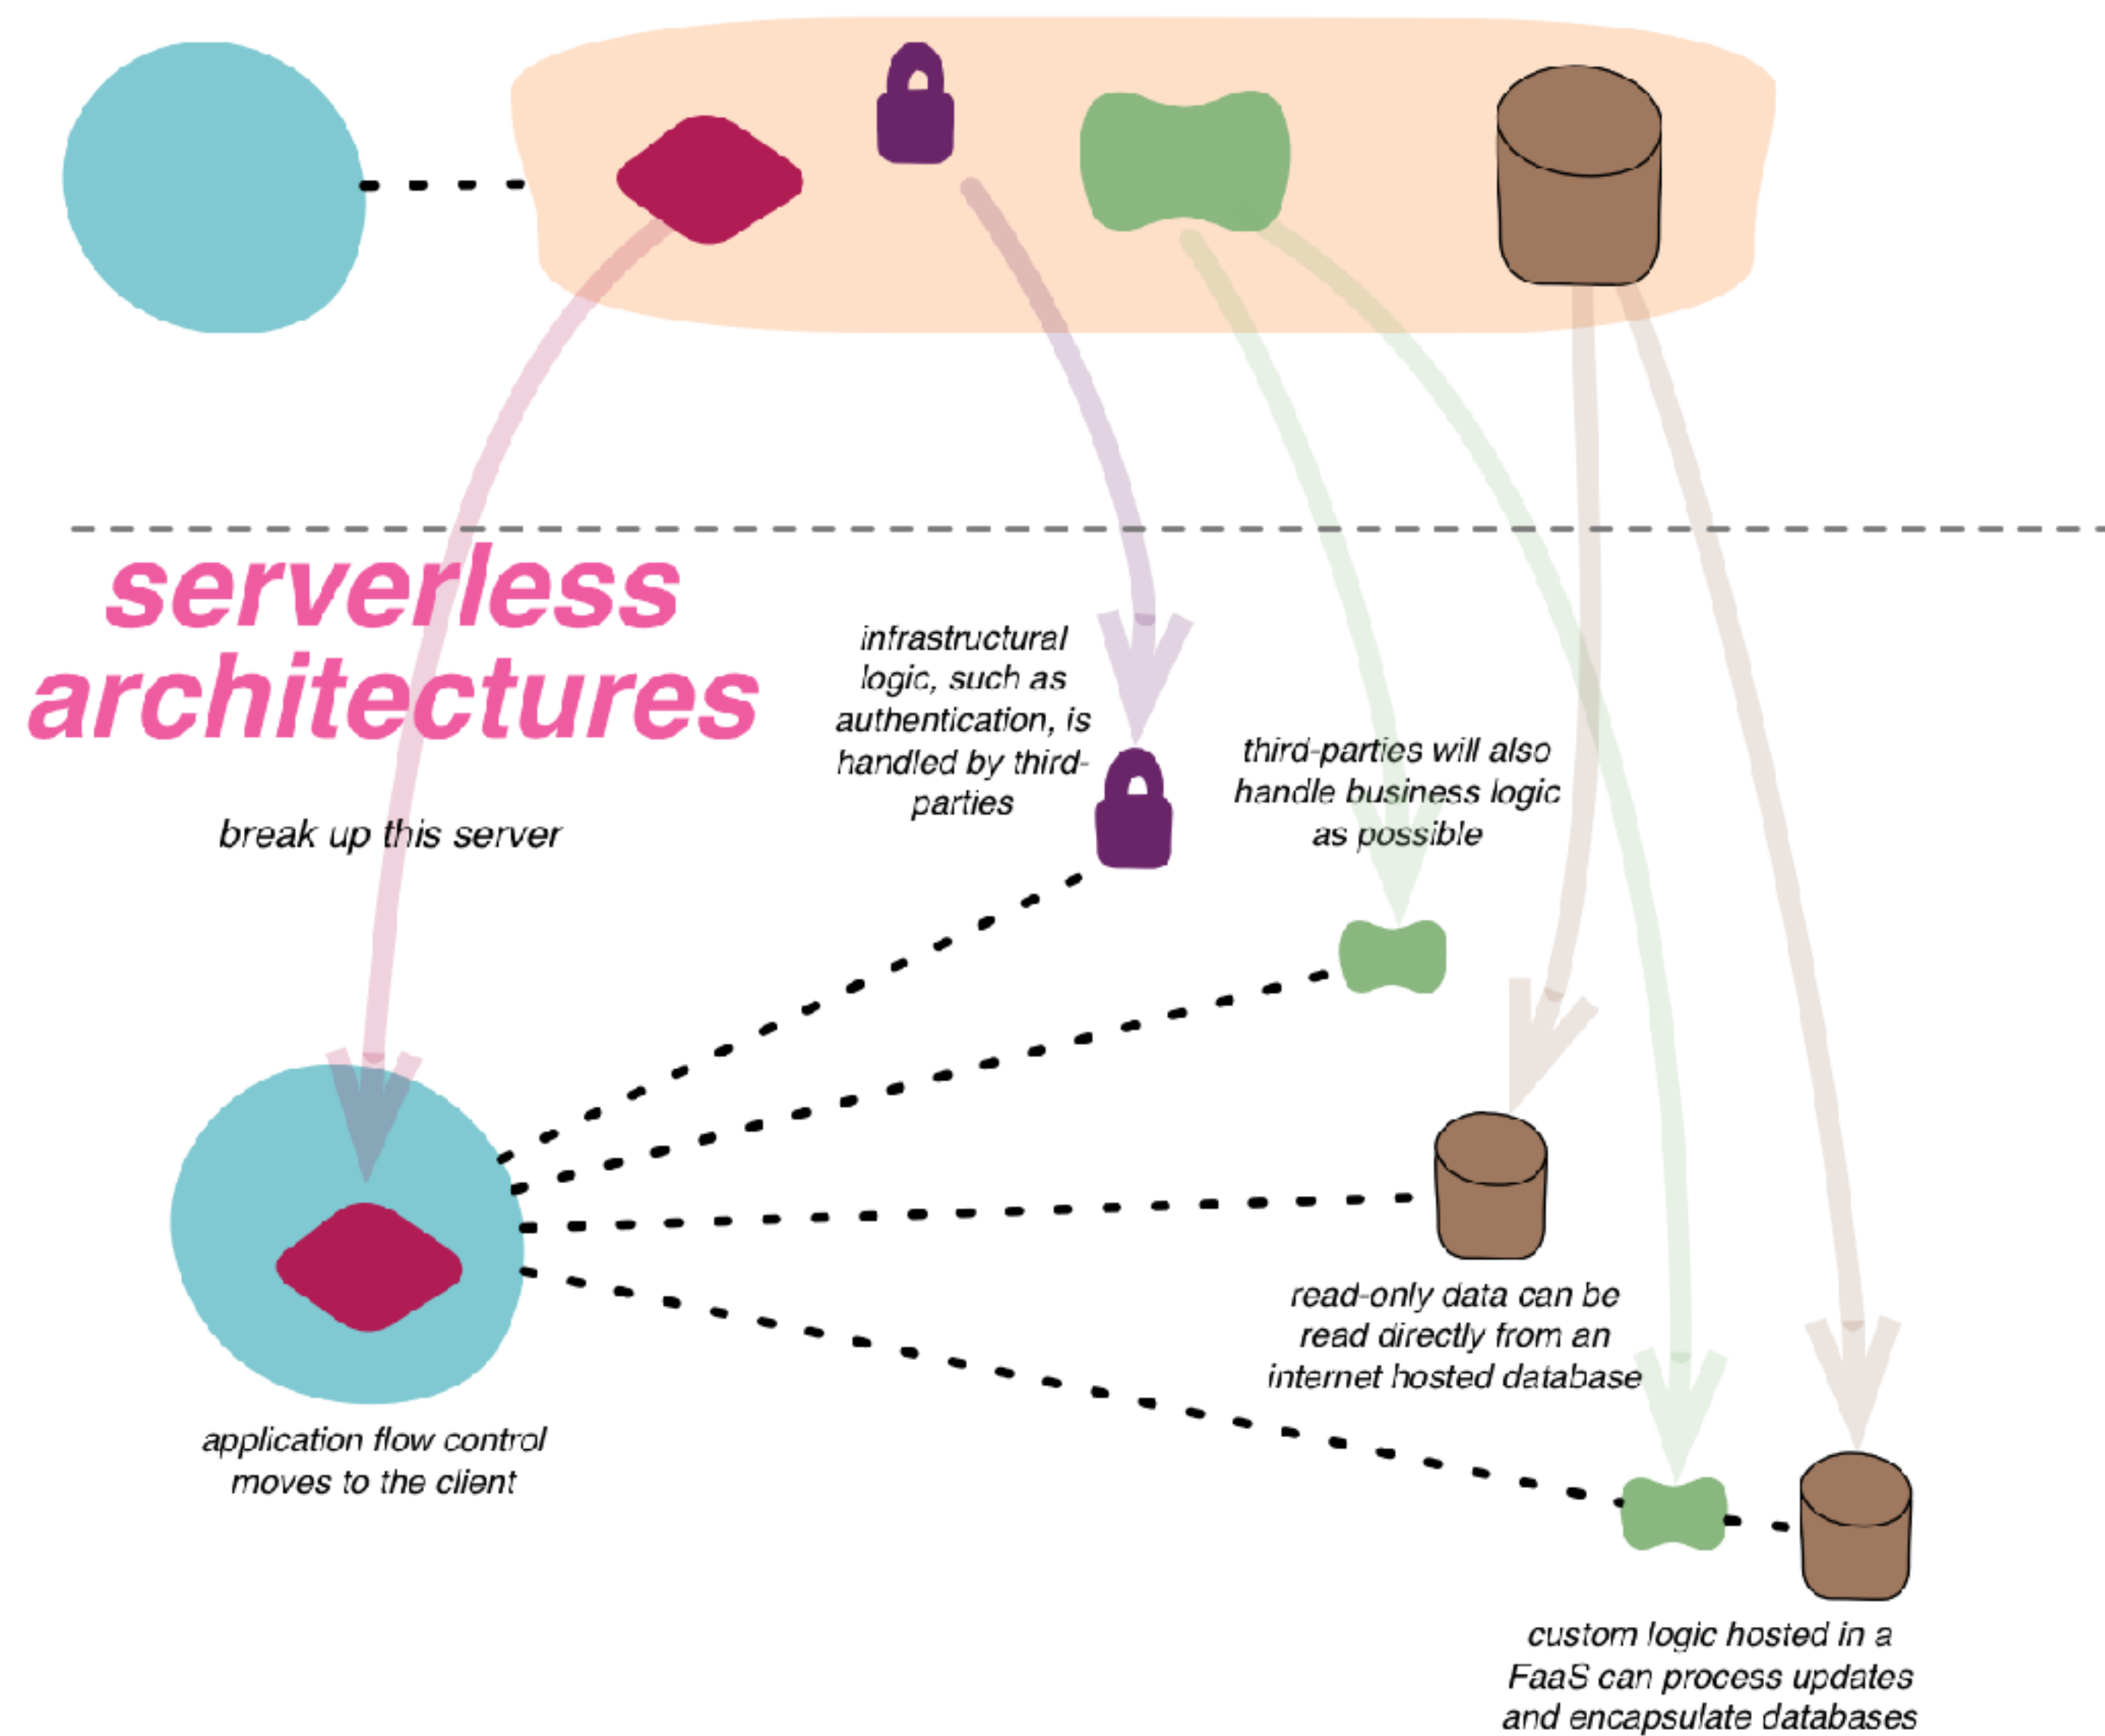 serverless
architectures
break up this server
infrastructural
logic, such as
authentication, is
handled by third-
parties
third-parties will also
handle business logic
as possible
read-only data can be
read directly from an
internet hosted database
application flow control
moves to the client
custom logic hosted in a
FaaS can process updates
and encapsulate databases